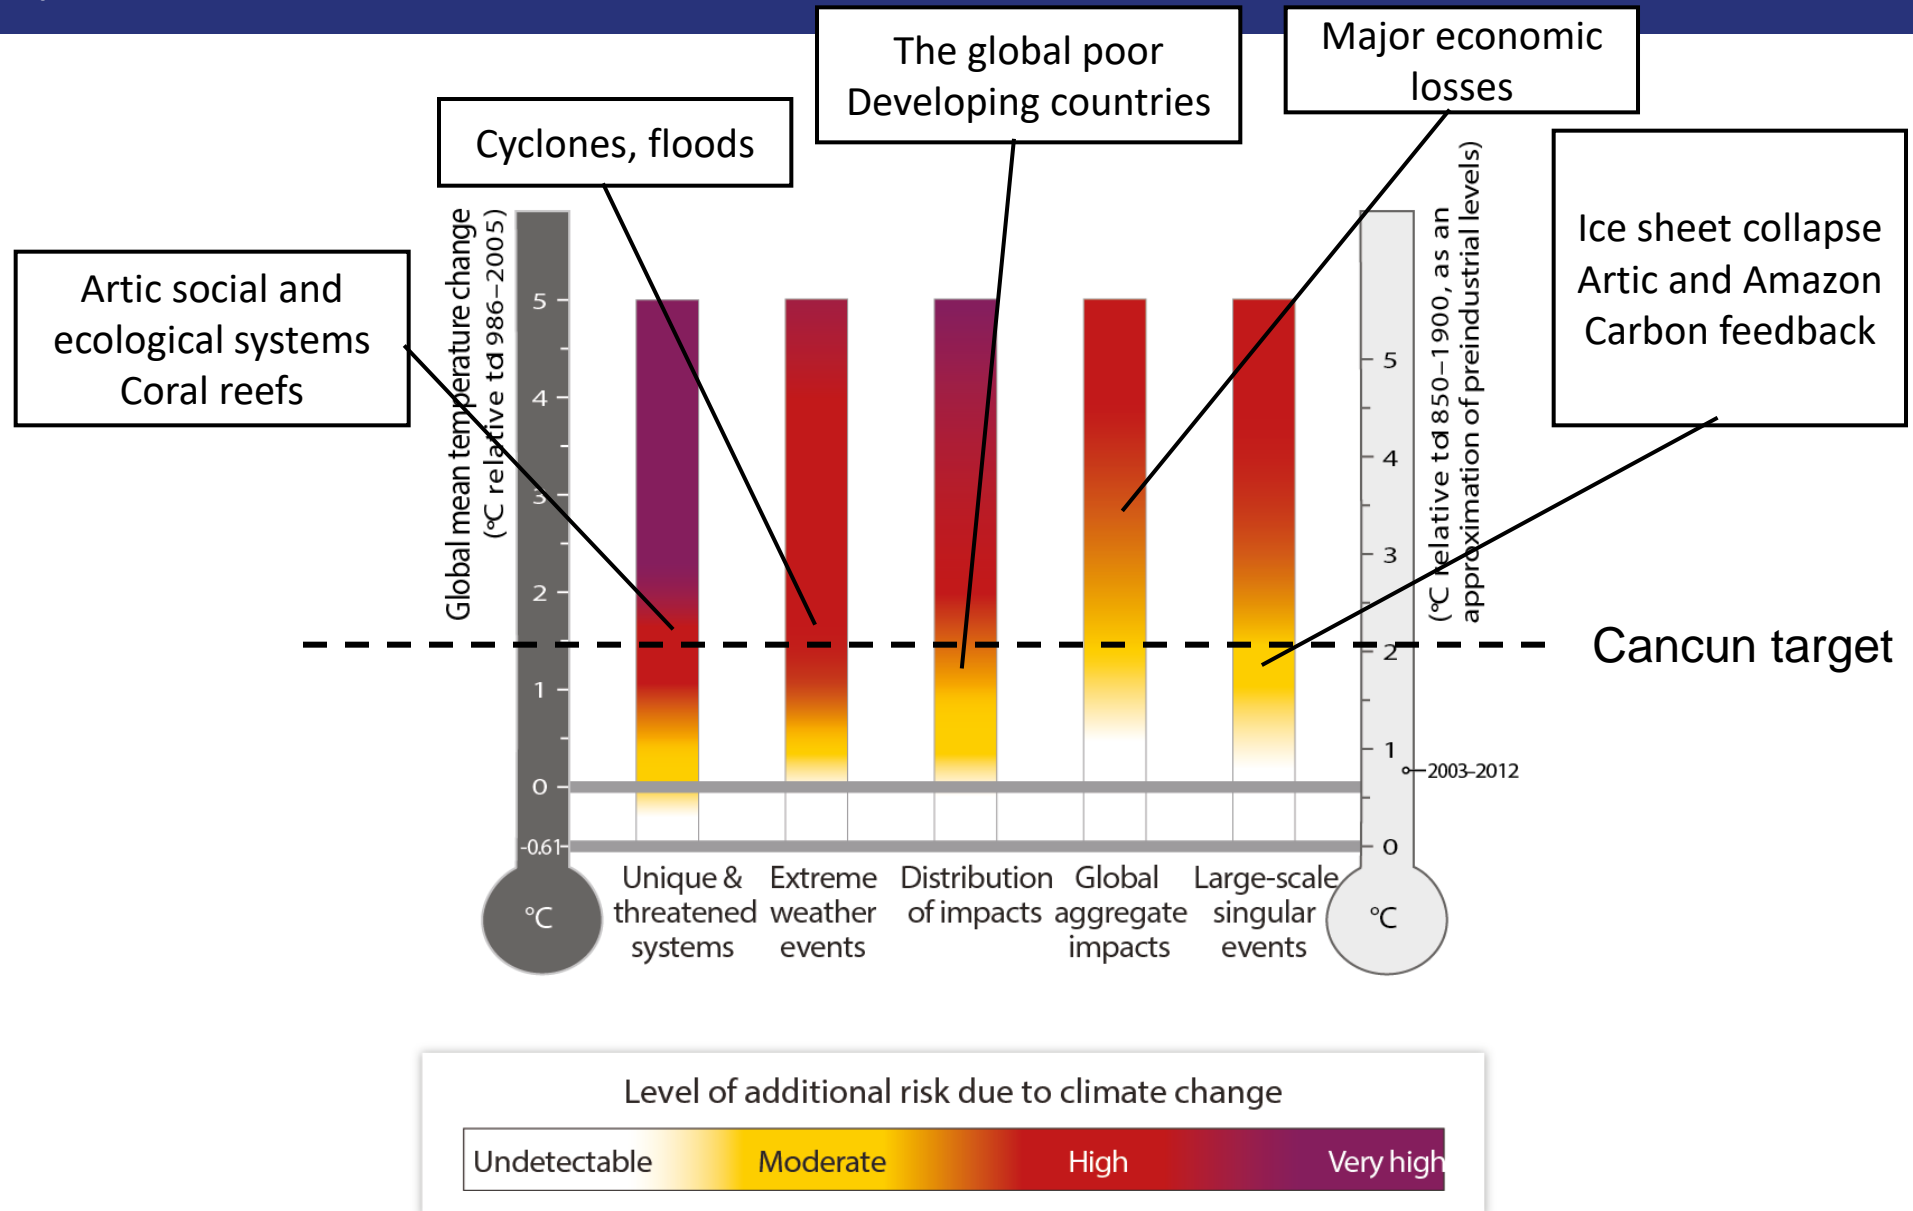 The global poor
Developing countries
Major economic
losses
Cyclones, floods
Artic social and
ecological systems
Coral reefs
Ice sheet collapse
Artic and Amazon
Carbon feedback
Global mean temperature change
(°C relative to 1986–2005)
5
4
3
2
1
0
-0.61
°C
(°C relative to 1850–1900, as an
approximation of preindustrial levels)
5
4
3
2
1
0
2003–2012
°C
Cancun target
Unique &
threatened
systems
Extreme
weather
events
Distribution
of impacts
Global
aggregate
impacts
Large-scale
singular
events
Level of additional risk due to climate change
Undetectable
Moderate
High
Very high